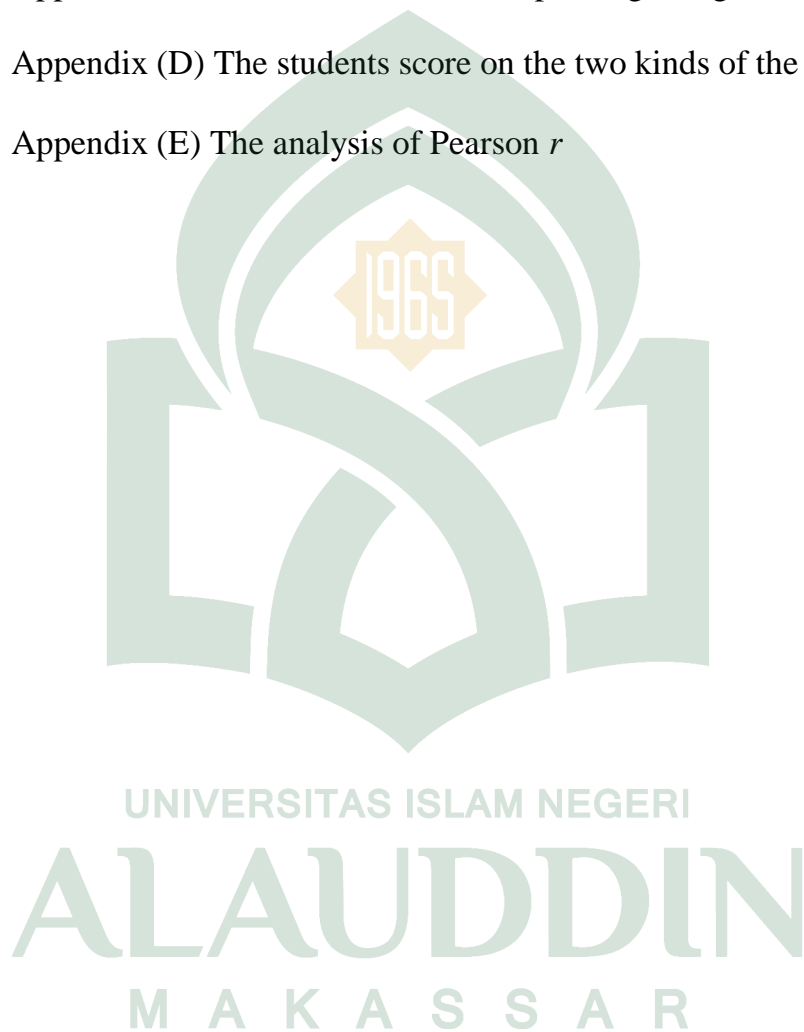 Appendix (D) The students score on the two kinds of the
Appendix (E) The analysis of Pearson r
1965
UNIVERSITAS ISLAM NEGERI
ALAUDDIN
MAKASSAR